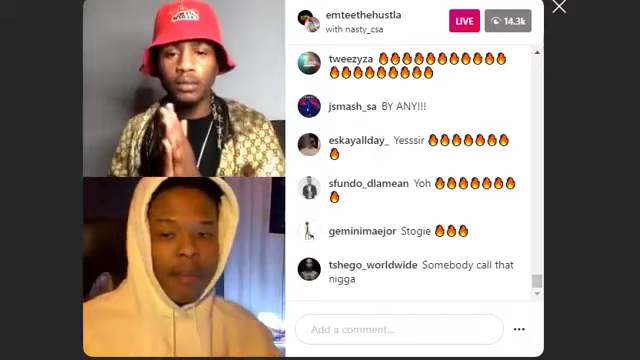 emteethehustla
with nasty_csa
LIVE
14.3k
tweezyza 🔥🔥🔥🔥🔥🔥🔥🔥🔥🔥🔥
🔥🔥🔥🔥🔥🔥🔥🔥🔥
jsmash_sa BY ANY!!!
eskayallday_ Yesssir 🔥🔥🔥🔥🔥🔥🔥
🔥
sfundo_dlamean Yoh 🔥🔥🔥🔥🔥🔥🔥
🔥
geminimaejor Stogie 🔥🔥🔥
tshego_worldwide Somebody call that
nigga
Add a comment...